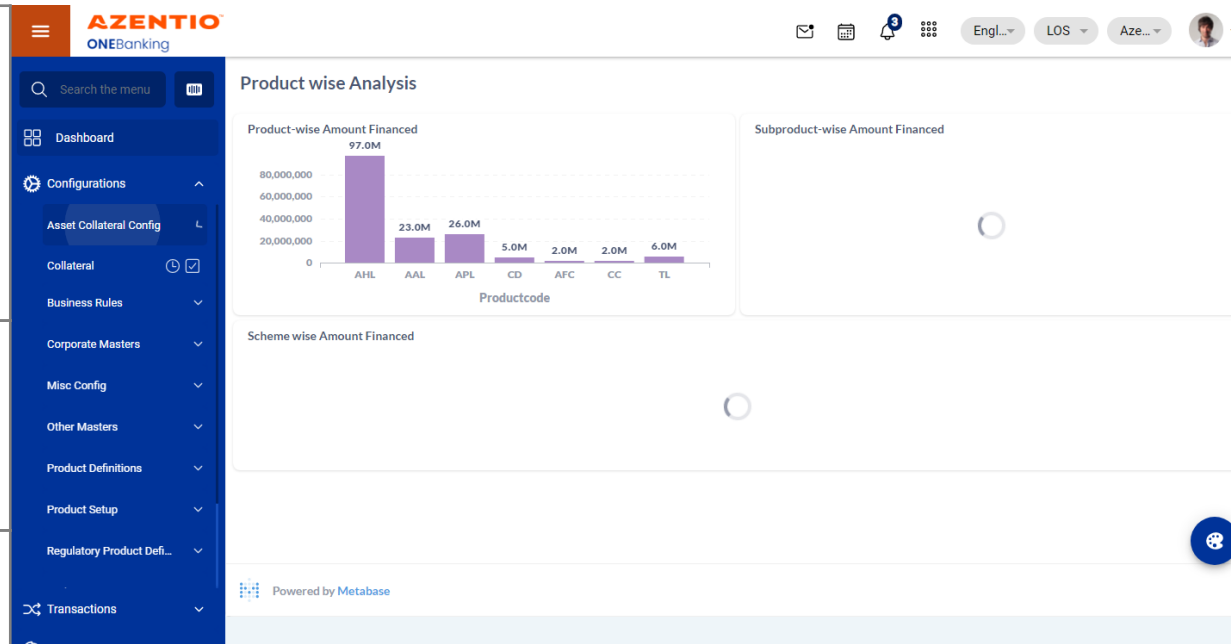 AZENTIO
ONEBanking
3
Engl...
LOS
Aze...
Search the menu
Dashboard
Configurations
Asset Collateral Config
Collateral
Business Rules
Corporate Masters
Misc Config
Other Masters
Product Definitions
Product Setup
Regulatory Product Defi...
Transactions
Product wise Analysis
Product-wise Amount Financed
97.0M
80,000,000
60,000,000
40,000,000
20,000,000
0
23.0M
26.0M
5.0M
2.0M
2.0M
6.0M
AHL AAL APL CD AFC CC TL
Productcode
Subproduct-wise Amount Financed
Scheme wise Amount Financed
Powered by Metabase